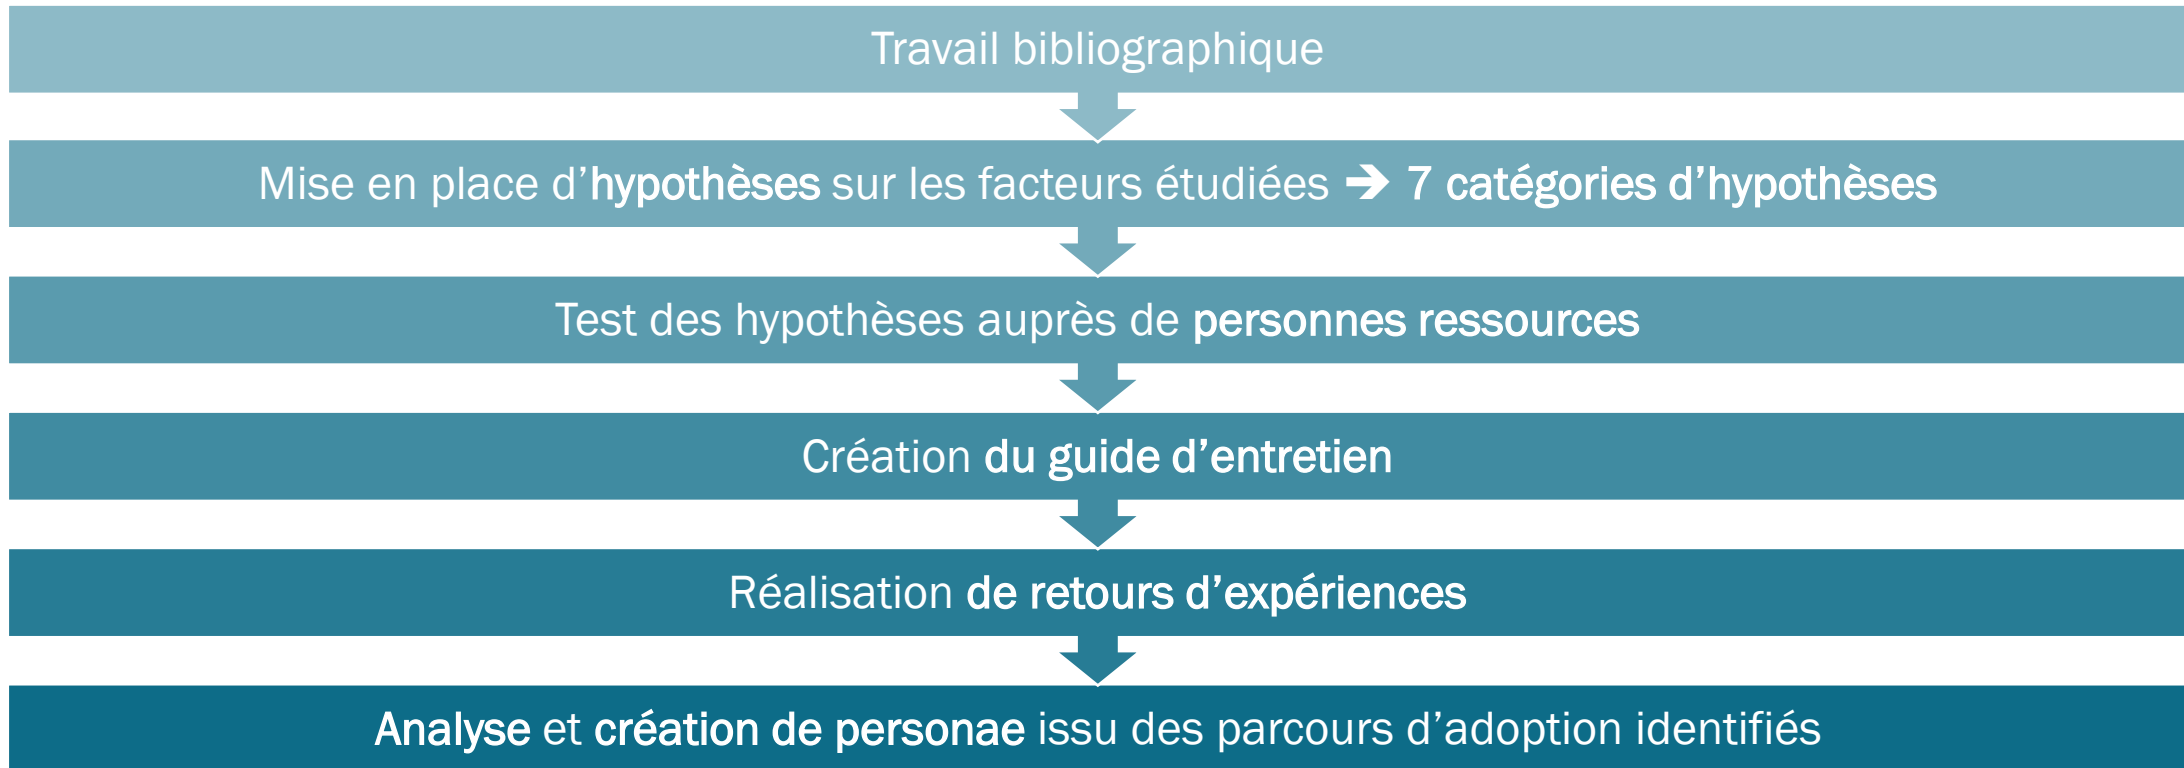 Travail bibliographique
Mise en place d’hypothèses sur les facteurs étudiées ➔ 7 catégories d’hypothèses
Test des hypothèses auprès de personnes ressources
Création du guide d’entretien
Réalisation de retours d’expériences
Analyse et création de personae issu des parcours d’adoption identifiés